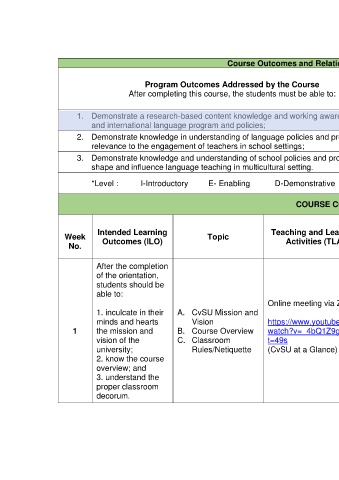 Course Outcomes and Relatio
Program Outcomes Addressed by the Course
After completing this course, the students must be able to:
1. Demonstrate a research-based content knowledge and working aware
and international language program and policies;
2. Demonstrate knowledge in understanding of language policies and pr
relevance to the engagement of teachers in school settings;
3. Demonstrate knowledge and understanding of school policies and pro
shape and influence language teaching in multicultural setting.
*Level : I-Introductory E- Enabling D-Demonstrative
COURSE C
Week
No.
Intended Learning
Outcomes (ILO)
Topic
Teaching and Lea
Activities (TLA
1
After the completion
of the orientation,
students should be
able to:
1. inculcate in their
minds and hearts
the mission and
vision of the
university;
2. know the course
overview; and
3. understand the
proper classroom
decorum.
A. CvSU Mission and
Vision
B. Course Overview
C. Classroom
Rules/Netiquette
Online meeting via Z
https://www.youtube
watch?v=_4bQ1Z9g
t=49s
(CvSU at a Glance)